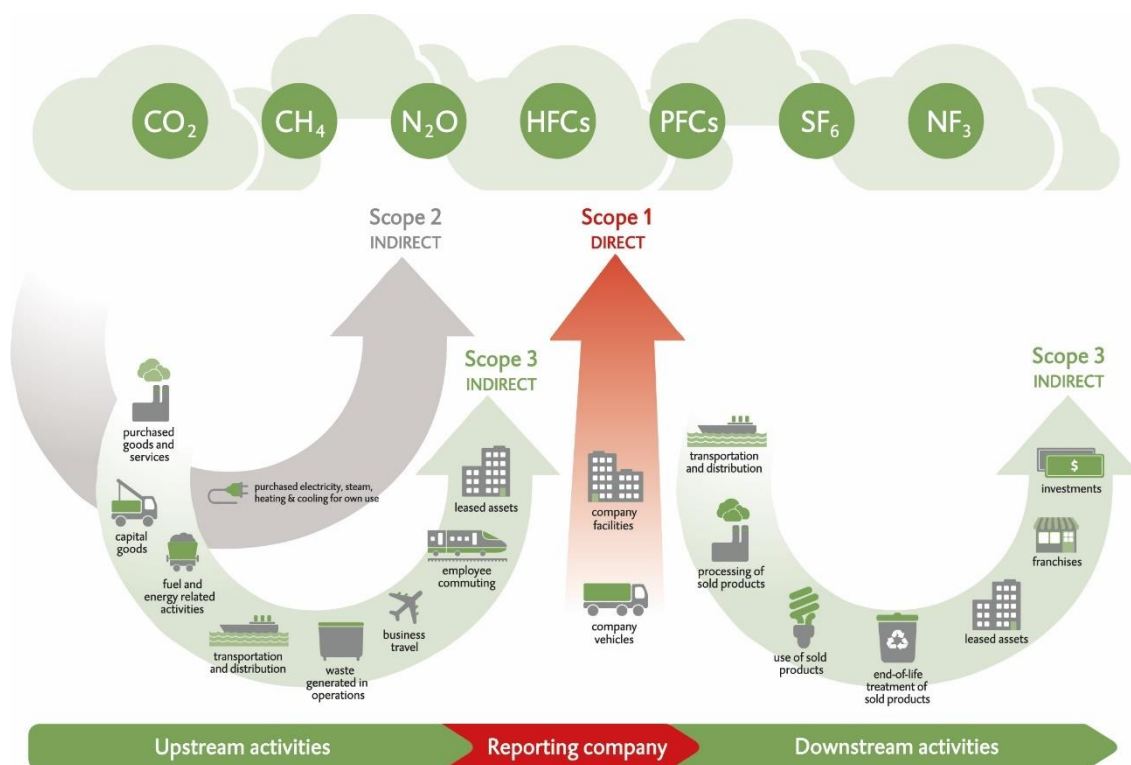 CO₂
CH₄
N₂O
HFCs
PFCs
SF₆
NF₃
Scope 2
INDIRECT
Scope 1
DIRECT
Scope 3
INDIRECT
Scope 3
INDIRECT
purchased
goods and
services
capital
goods
fuel and
energy related
activities
purchased electricity, steam,
heating & cooling for own use
transportation
and distribution
waste
generated in
operations
business
travel
employee
commuting
leased assets
company
facilities
company
vehicles
transportation
and distribution
processing of
sold products
use of sold
products
end-of-life
treatment of
sold products
leased assets
franchises
$
investments
Upstream activities
Reporting company
Downstream activities